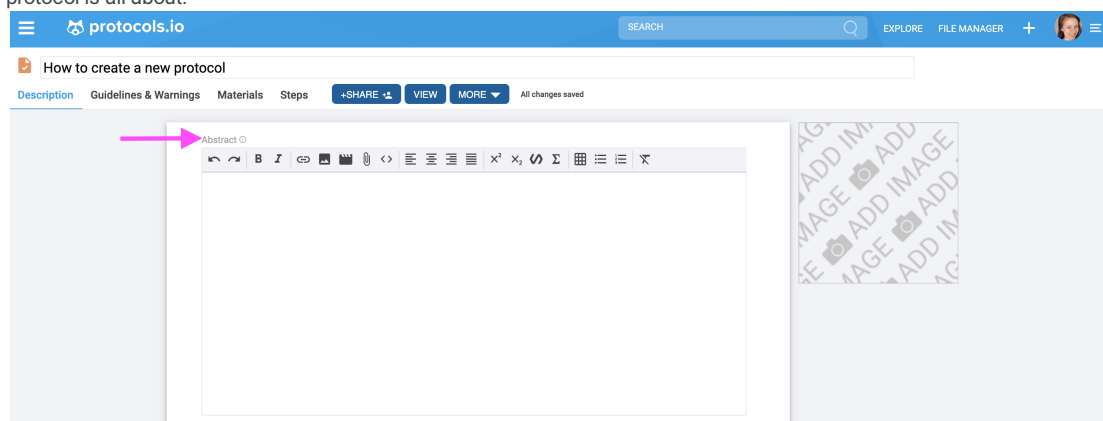 protocol is all about.
protocols.io
SEARCH
EXPLORE FILE MANAGER
How to create a new protocol
Description Guidelines & Warnings Materials Steps +SHARE VIEW MORE All changes saved
Abstract
ADD IMAGE